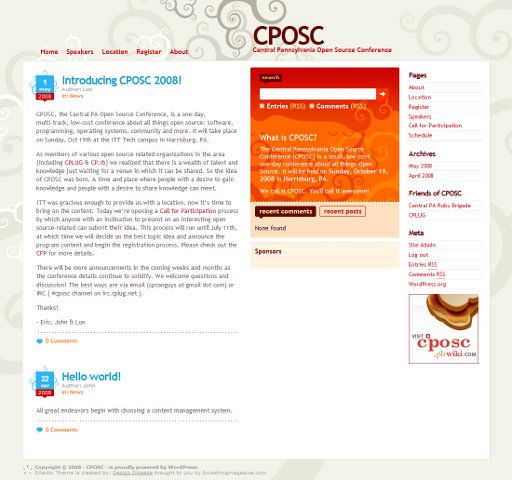 CPOSC
Central Pennsylvania Open Source Conference
Home Speakers Location Register About
1
may
2008
Introducing CPOSC 2008!
Author: Lon
In: News
CPOSC, the Central PA Open Source Conference, is a one-day,
multi-track, low-cost conference about all things open source: software,
programming, operating systems, community and more. It will take place
on Sunday, Oct 19th at the ITT Tech campus in Harrisburg, PA.
As members of various open source related organizations in the area
(including CPLUG & CP.rb) we realized that there is a wealth of talent and
knowledge just waiting for a venue in which it can be shared. So the idea
of CPOSC was born. A time and place where people with a desire to gain
knowledge and people with a desire to share knowledge can meet.
ITT was gracious enough to provide us with a location, now it's time to
bring on the content. Today we're opening a Call for Participation process
by which anyone with an inclination to present on an interesting open
source-related can submit their idea. This process will run until July 11th,
at which time we will decide on the best topic idea and announce the
program content and begin the registration process. Please check out the
CFP for more details.
There will be more announcements in the coming weeks and months as
the conference details continue to solidify. We welcome questions and
discussion! The best ways are via email (cpconguys at gmail dot com) or
IRC ( #cposc channel on irc.cplug.net ).
Thanks!
- Eric, John & Lon
0 Comments
22
apr
2008
Hello world!
Author: John
In: News
All great endeavors begin with choosing a content management system.
0 Comments
search
Entries (RSS) Comments (RSS)
What is CPOSC?
The Central Pennsylvania Open Source
Conference (CPOSC) is a small, low-cost,
one-day conference about all things Open
Source. It will be held on Sunday, October 19,
2008 in Harrisburg, PA.
We call it CPOSC. You'll call it awesome!
recent comments recent posts
None found
Sponsors
Pages
About
Location
Register
Speakers
Call for Participation
Schedule
Archives
May 2008
April 2008
Friends of CPOSC
Central PA Ruby Brigade
CPLUG
Meta
Site Admin
Log out
Entries RSS
Comments RSS
WordPress.org
VISIT
cposc
.pbwiki.com
Copyright © 2008 - CPOSC - is proudly powered by WordPress
Dilectio Theme is created by: Design Disease brought to you by Smashingmagazine.com